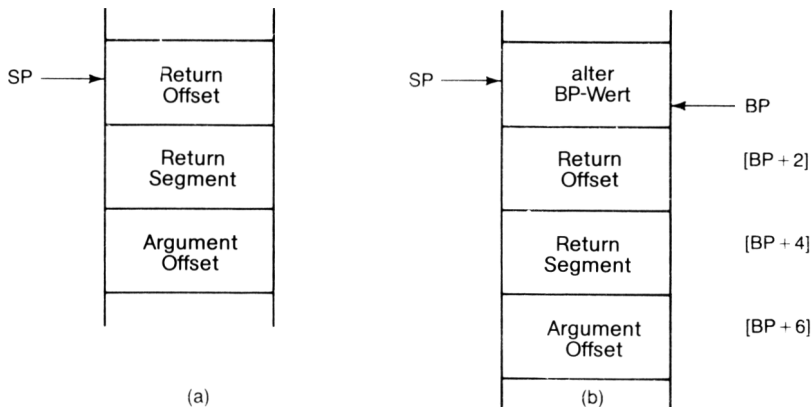 SP
Return
Offset
Return
Segment
Argument
Offset
(a)
SP
alter
BP-Wert
BP
Return
Offset
[BP + 2]
Return
Segment
[BP + 4]
Argument
Offset
[BP + 6]
(b)